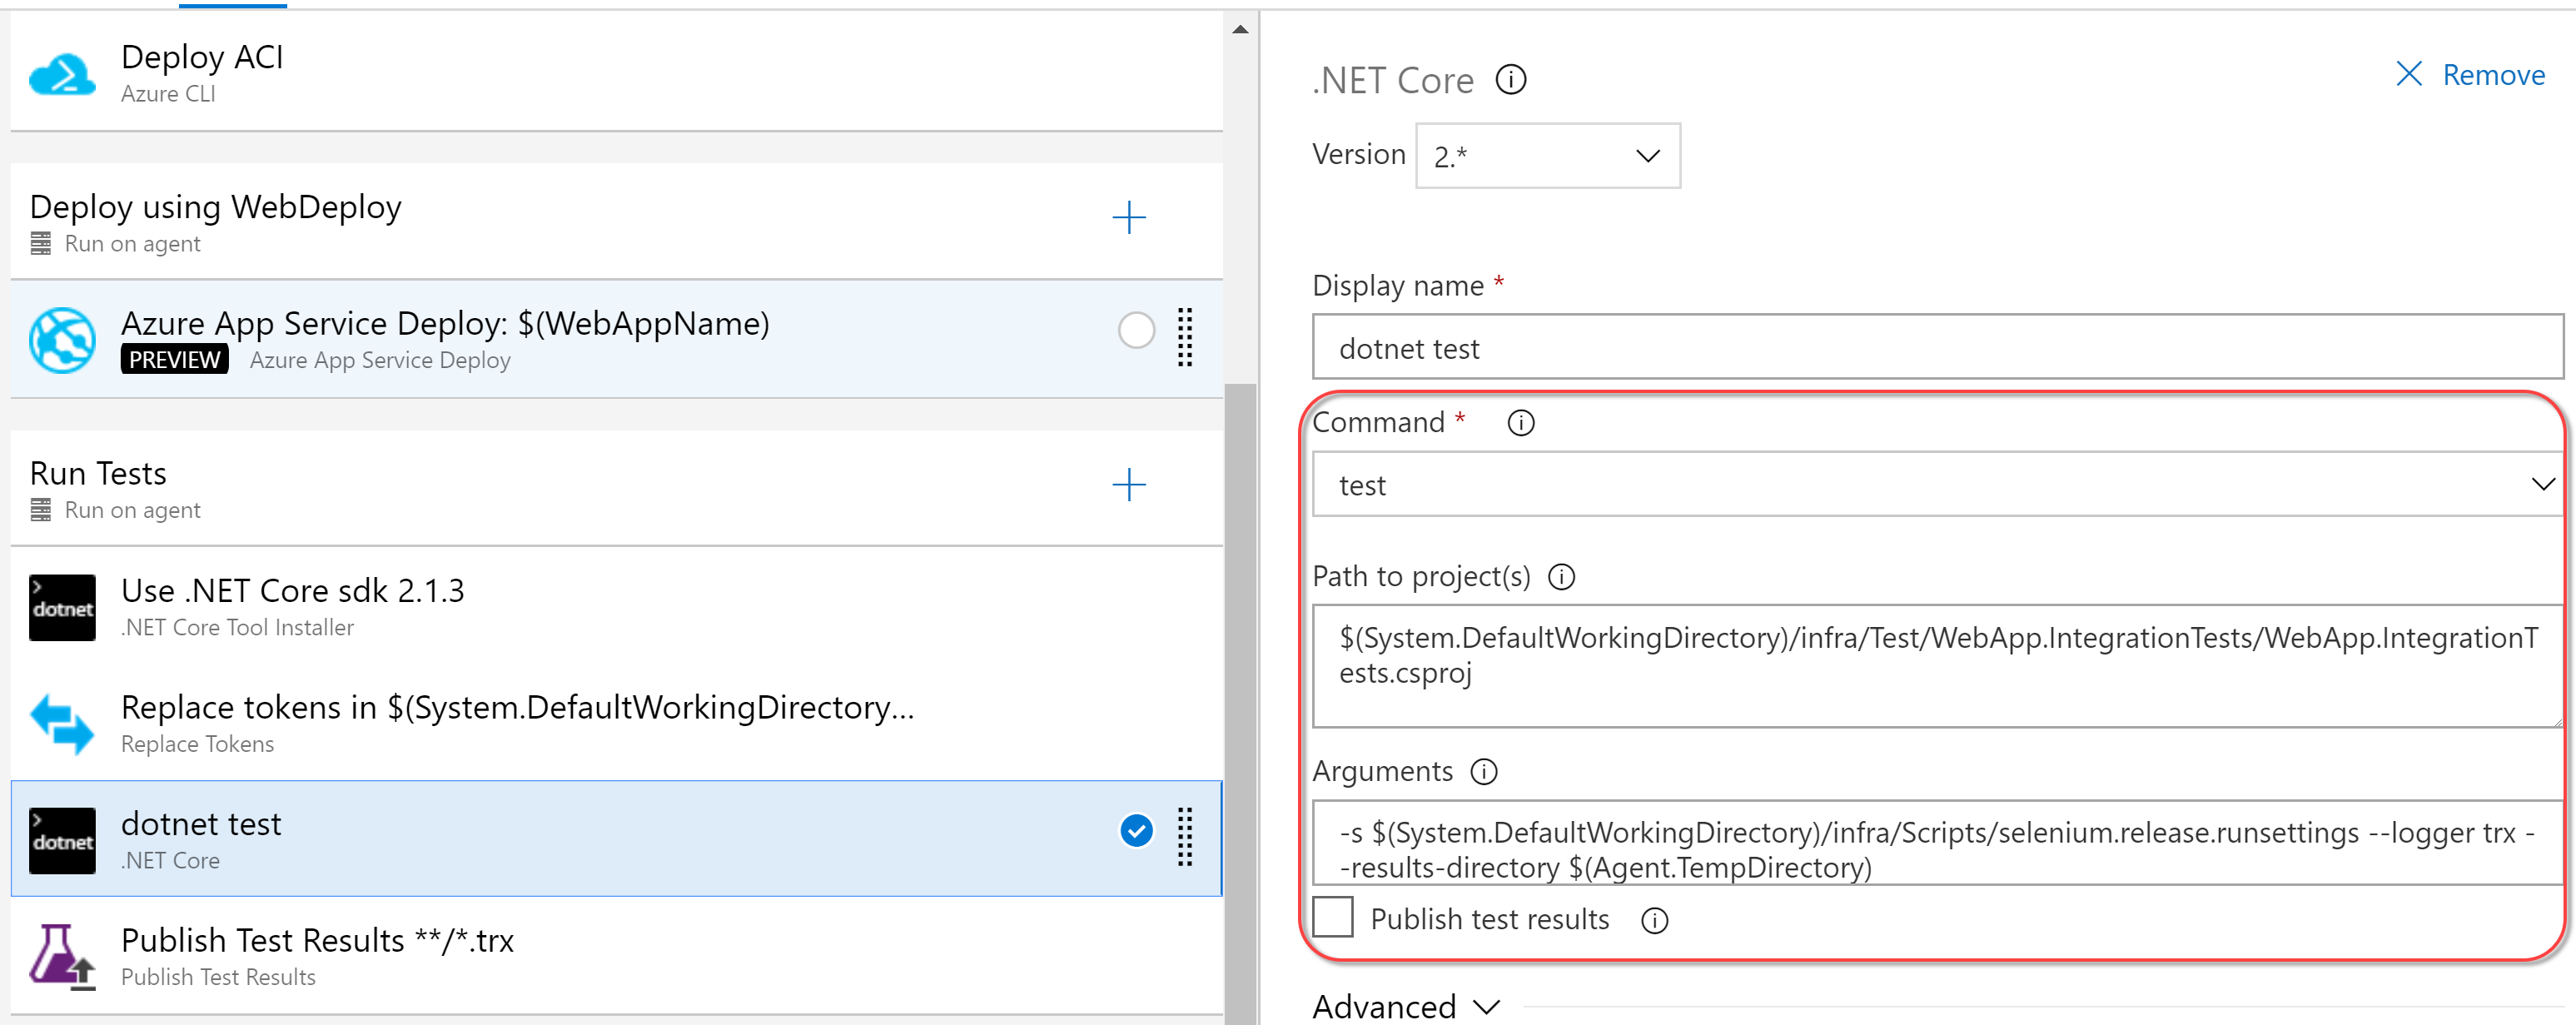 Deploy ACI
Azure CLI
Deploy using WebDeploy
Run on agent
Azure App Service Deploy: $(WebAppName)
PREVIEW Azure App Service Deploy
Run Tests
Run on agent
>
dotnet
Use .NET Core sdk 2.1.3
.NET Core Tool Installer
Replace tokens in $(System.DefaultWorkingDirectory...
Replace Tokens
>
dotnet
dotnet test
.NET Core
Publish Test Results **/*.trx
Publish Test Results
.NET Core
Remove
Version 2.*
Display name *
dotnet test
Command *
test
Path to project(s)
$(System.DefaultWorkingDirectory)/infra/Test/WebApp.IntegrationTests/WebApp.IntegrationT
ests.csproj
Arguments
-s $(System.DefaultWorkingDirectory)/infra/Scripts/selenium.release.runsettings --logger trx -
-results-directory $(Agent.TempDirectory)
Publish test results
Advanced